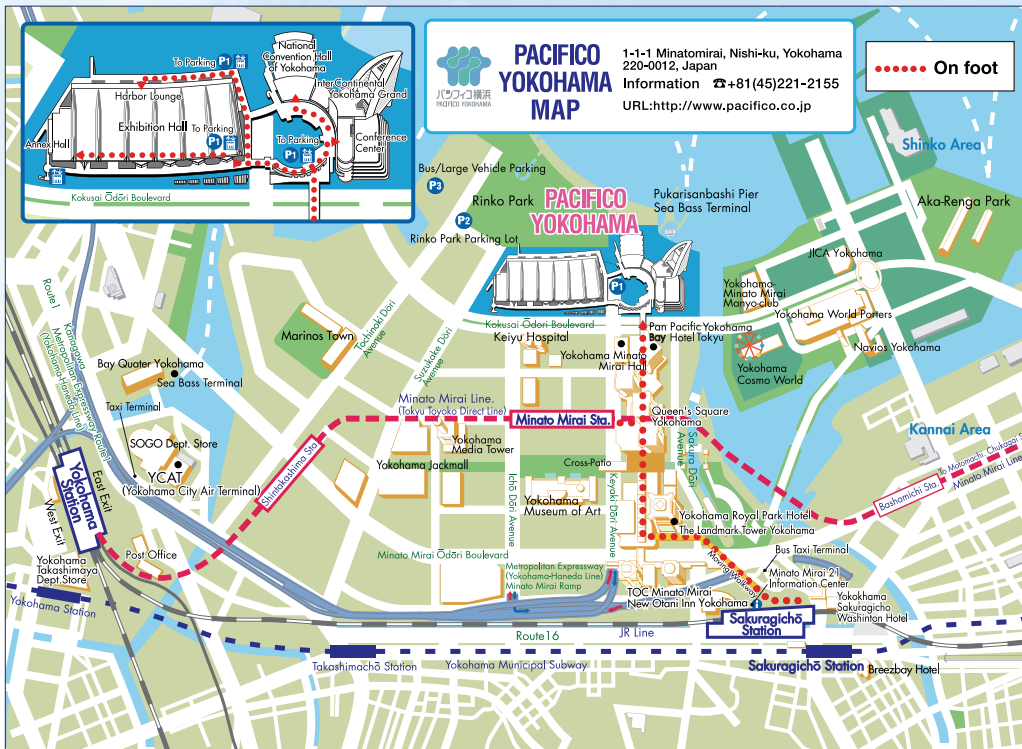 PACIFICO
YOKOHAMA
MAP
パシフィコ横浜
PACIFICO YOKOHAMA
1-1-1 Minatomirai, Nishi-ku, Yokohama
220-0012, Japan
Information ☎+81(45)221-2155
URL:http://www.pacifico.co.jp
On foot
To Parking P1
National
Convention Hall
of Yokohama
InterContinental
Yokohama Grand
Harbor Lounge
Exhibition Hall
To Parking
P1
Annex Hall
To Parking
P1
Conference
Center
Kokusai Ōdōri Boulevard
Bus/Large Vehicle Parking
P3
Rinko Park
P2
Rinko Park Parking Lot
PACIFICO
YOKOHAMA
Pukarisanbashi Pier
Sea Bass Terminal
Shinko Area
Aka-Renga Park
JICA Yokohama
P1
Yokohama-
Minato Mirai
Manyo-club
Yokohama World Porters
Navios Yokohama
Yokohama
Cosmo World
Kokusai Ōdori Boulevard
Keiyu Hospital
Pan Pacific Yokohama
Bay Hotel Tokyu
Yokohama Minato
Mirai Hall
Marinos Town
Tochinoki Dōri
Avenue
Suzukake Dōri
Avenue
Route1
Kanagawa
Metropolitan Expressway Route1
(Yokohama-Haneda Line)
Bay Quater Yokohama
Sea Bass Terminal
Taxi Terminal
SOGO Dept. Store
YCAT
(Yokohama City Air Terminal)
Minato Mirai Line.
(Tokyu Toyoko Direct Line)
Minato Mirai Sta.
Queen's Square
Yokohama
Kannai Area
Yokohama
Media Tower
Yokohama Jackmall
Cross-Patio
Sakura Dōri
Avenue
Shintakashima Sta.
Yokohama
Station
East Exit
West Exit
Ichō Dōri Avenue
Yokohama
Museum of Art
Keyaki Dōri Avenue
Bashamichi Sta.
To Motomachi Chukagai
Minato Mirai Line
Yokohama Royal Park Hotel
The Landmark Tower Yokohama
Post Office
Minato Mirai Ōdōri Boulevard
Bus Taxi Terminal
Moving Walkway
Minato Mirai 21
Information Center
Yokohama
Takashimaya
Dept.Store
Metropolitan Expressway
(Yokohama-Haneda Line)
Minato Mirai Ramp
TOC Minato Mirai
New Otani Inn Yokohama
Yokokhama
Sakuragicho
Washinton Hotel
Yokohama Station
Sakuragichō
Station
Route16
JR Line
Takashimachō Station
Yokohama Municipal Subway
Sakuragichō Station
Breezbay Hotel